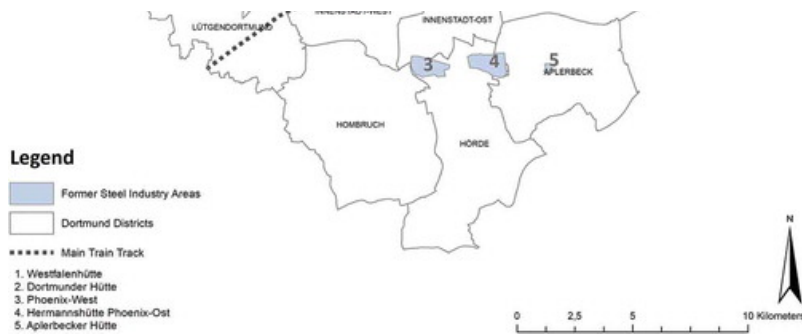 INNENSTADT-WEST
LÜTGENDORTMUND
INNENSTADT-OST
3
4
5
APLERBECK
HOMBRUCH
HÖRDE
Legend
Former Steel Industry Areas
Dortmund Districts
Main Train Track
1. Westfalenhütte
2. Dortmunder Hütte
3. Phoenix-West
4. Hermannshütte Phoenix-Ost
5. Aplerbecker Hütte
N
0 2,5 5 10 Kilometers